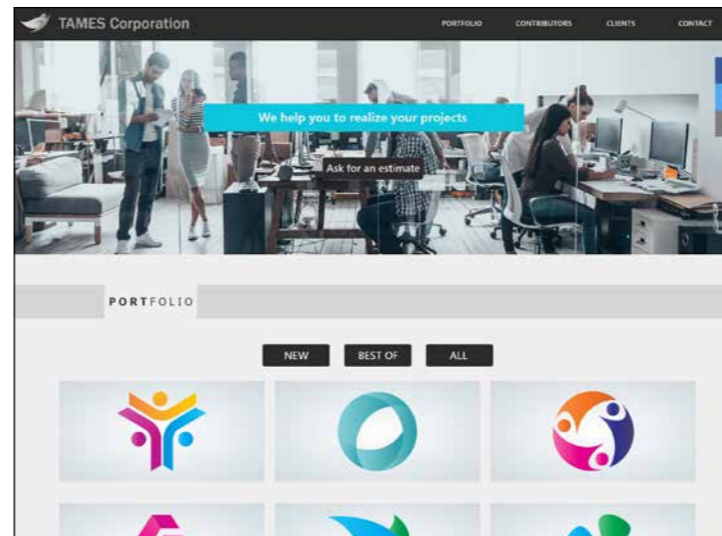 TAMES Corporation
PORTFOLIO CONTRIBUTORS CLIENTS CONTACT
We help you to realize your projects
Ask for an estimate
PORTFOLIO
NEW BEST OF ALL